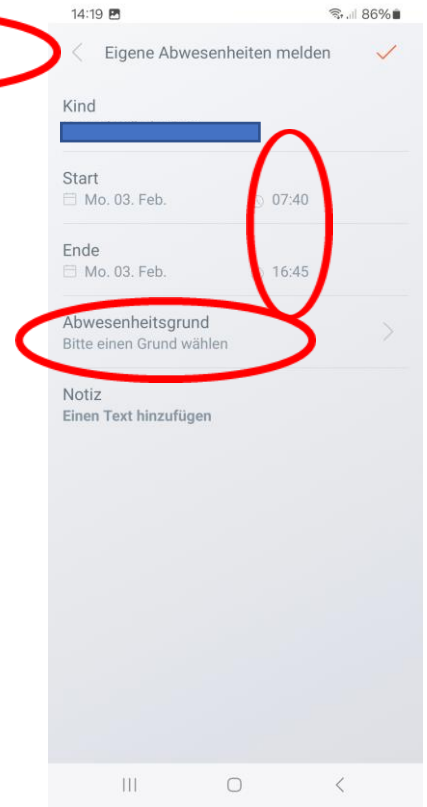 14:19 86%
Eigene Abwesenheiten melden
Kind
Start
Mo. 03. Feb. 07:40
Ende
Mo. 03. Feb. 16:45
Abwesenheitsgrund
Bitte einen Grund wählen
Notiz
Einen Text hinzufügen